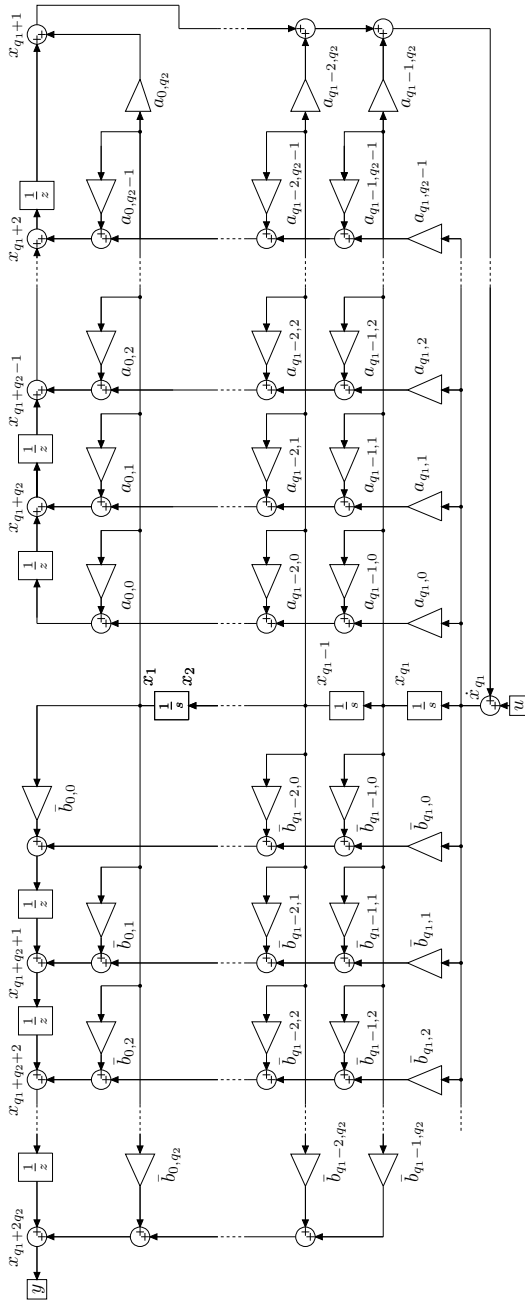 x_{q_1+2q_2}
x_{q_1+q_2+2}
x_{q_1+q_2+1}
x_{q_1+q_2}
x_{q_1+q_2-1}
x_{q_1+2}
x_{q_1+1}
y
1/z
1/z
1/z
1/z
1/z
1/z
b̄_{0,0}
b̄_{0,2}
b̄_{0,1}
a_{0,0}
a_{0,1}
a_{0,2}
a_{0,q_2-1}
x_1
b̄_{0,q_2}
1/s
a_{0,q_2}
x_2
b̄_{q_1-2,2}
b̄_{q_1-2,1}
b̄_{q_1-2,0}
a_{q_1-2,0}
a_{q_1-2,1}
a_{q_1-2,2}
a_{q_1-2,q_2-1}
b̄_{q_1-2,q_2}
x_{q_1-1}
a_{q_1-2,q_2}
1/s
b̄_{q_1-1,2}
b̄_{q_1-1,1}
b̄_{q_1-1,0}
a_{q_1-1,0}
a_{q_1-1,1}
a_{q_1-1,2}
a_{q_1-1,q_2-1}
b̄_{q_1-1,q_2}
x_{q_1}
a_{q_1-1,q_2}
b̄_{q_1,2}
b̄_{q_1,1}
b̄_{q_1,0}
1/s
a_{q_1,0}
a_{q_1,1}
a_{q_1,2}
a_{q_1,q_2-1}
ẋ_{q_1}
u